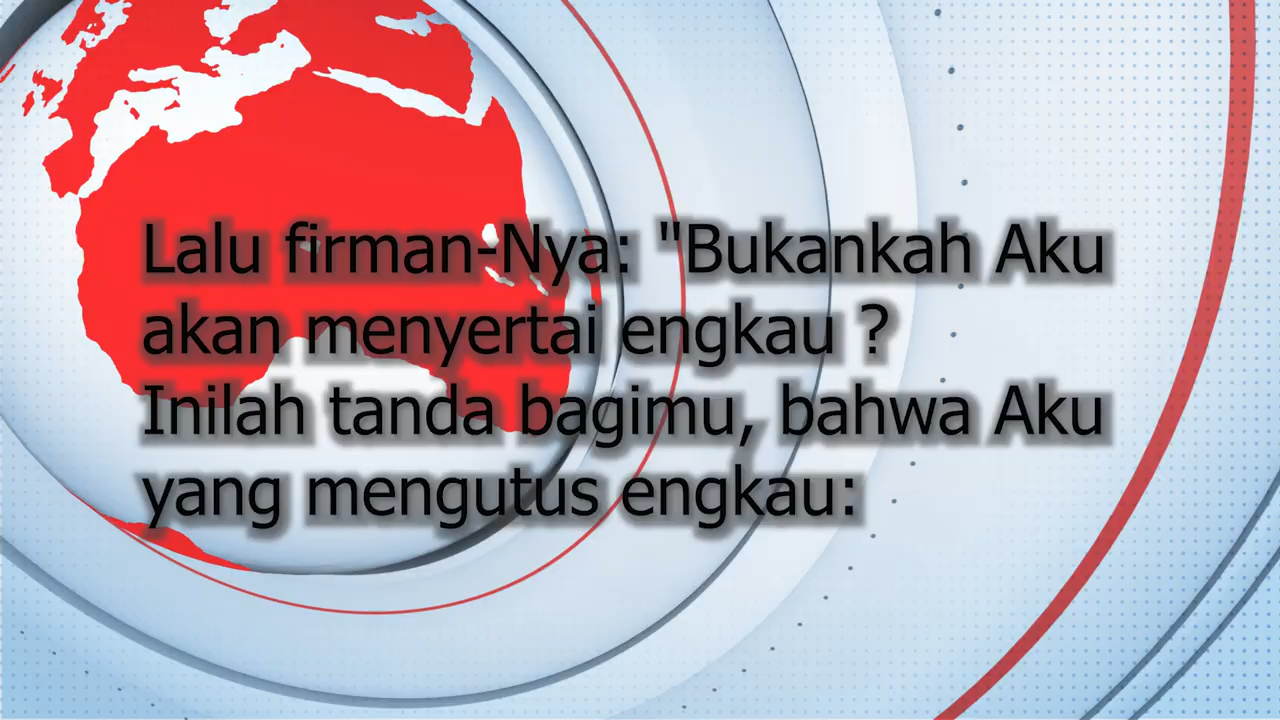 Lalu firman-Nya: "Bukankah Aku
akan menyertai engkau ?
Inilah tanda bagimu, bahwa Aku
yang mengutus engkau: